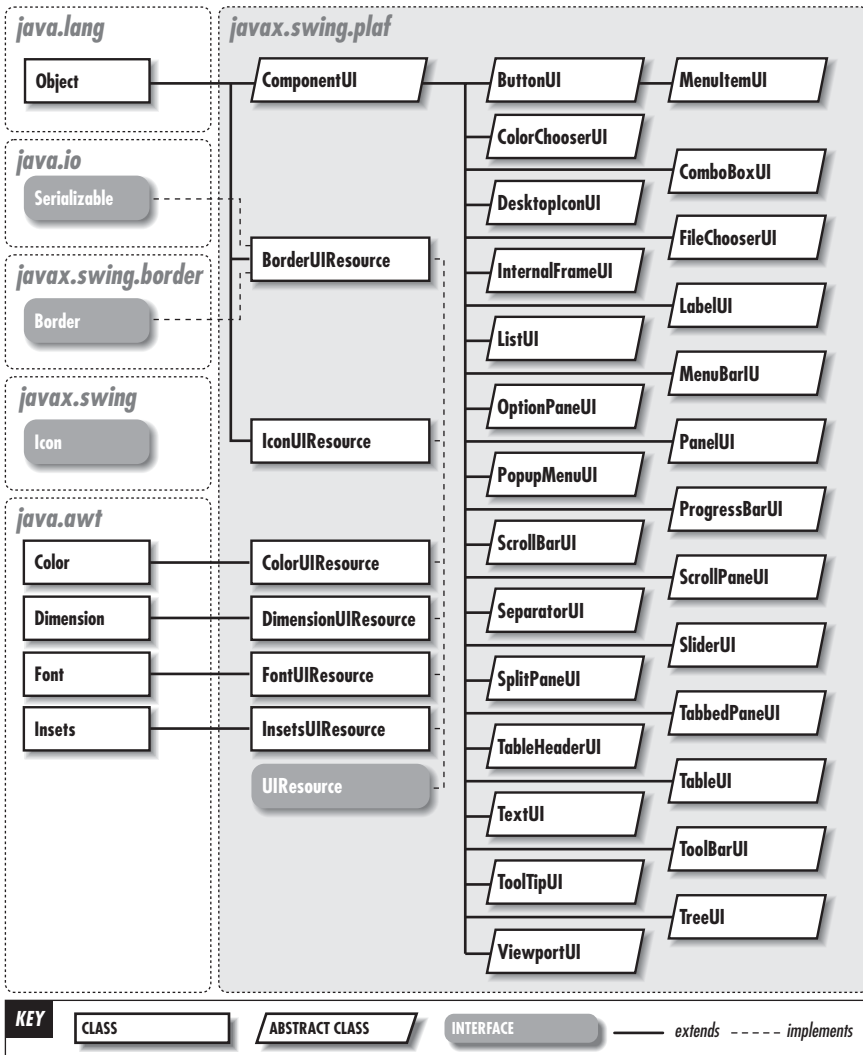 java.lang
Object
java.io
Serializable
javax.swing.border
Border
javax.swing
Icon
java.awt
Color
Dimension
Font
Insets
javax.swing.plaf
ComponentUI
BorderUIResource
IconUIResource
ColorUIResource
DimensionUIResource
FontUIResource
InsetsUIResource
UIResource
ButtonUI
MenuItemUI
ColorChooserUI
ComboBoxUI
DesktopIconUI
FileChooserUI
InternalFrameUI
LabelUI
ListUI
MenuBarIU
OptionPaneUI
PanelUI
PopupMenuUI
ProgressBarUI
ScrollBarUI
ScrollPaneUI
SeparatorUI
SliderUI
SplitPaneUI
TabbedPaneUI
TableHeaderUI
TableUI
TextUI
ToolBarUI
ToolTipUI
TreeUI
ViewportUI
KEY
CLASS
ABSTRACT CLASS
INTERFACE
extends
implements